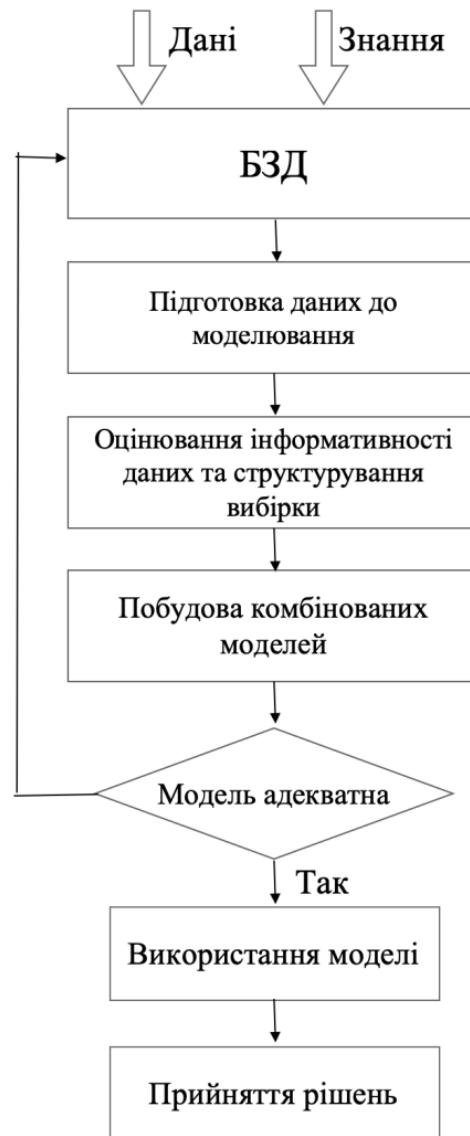 Дані
Знання
БЗД
Підготовка даних до
моделювання
Оцінювання інформативності
даних та структурування
вибірки
Побудова комбінованих
моделей
Модель адекватна
Так
Використання моделі
Прийняття рішень